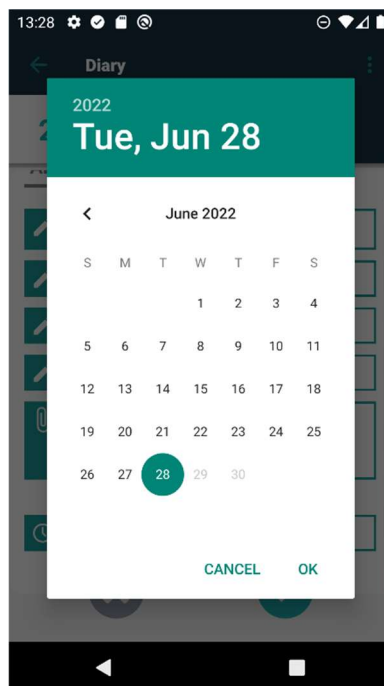 13:28
Diary
2022
Tue, Jun 28
June 2022
S M T W T F S
1 2 3 4
5 6 7 8 9 10 11
12 13 14 15 16 17 18
19 20 21 22 23 24 25
26 27 28 29 30
CANCEL OK